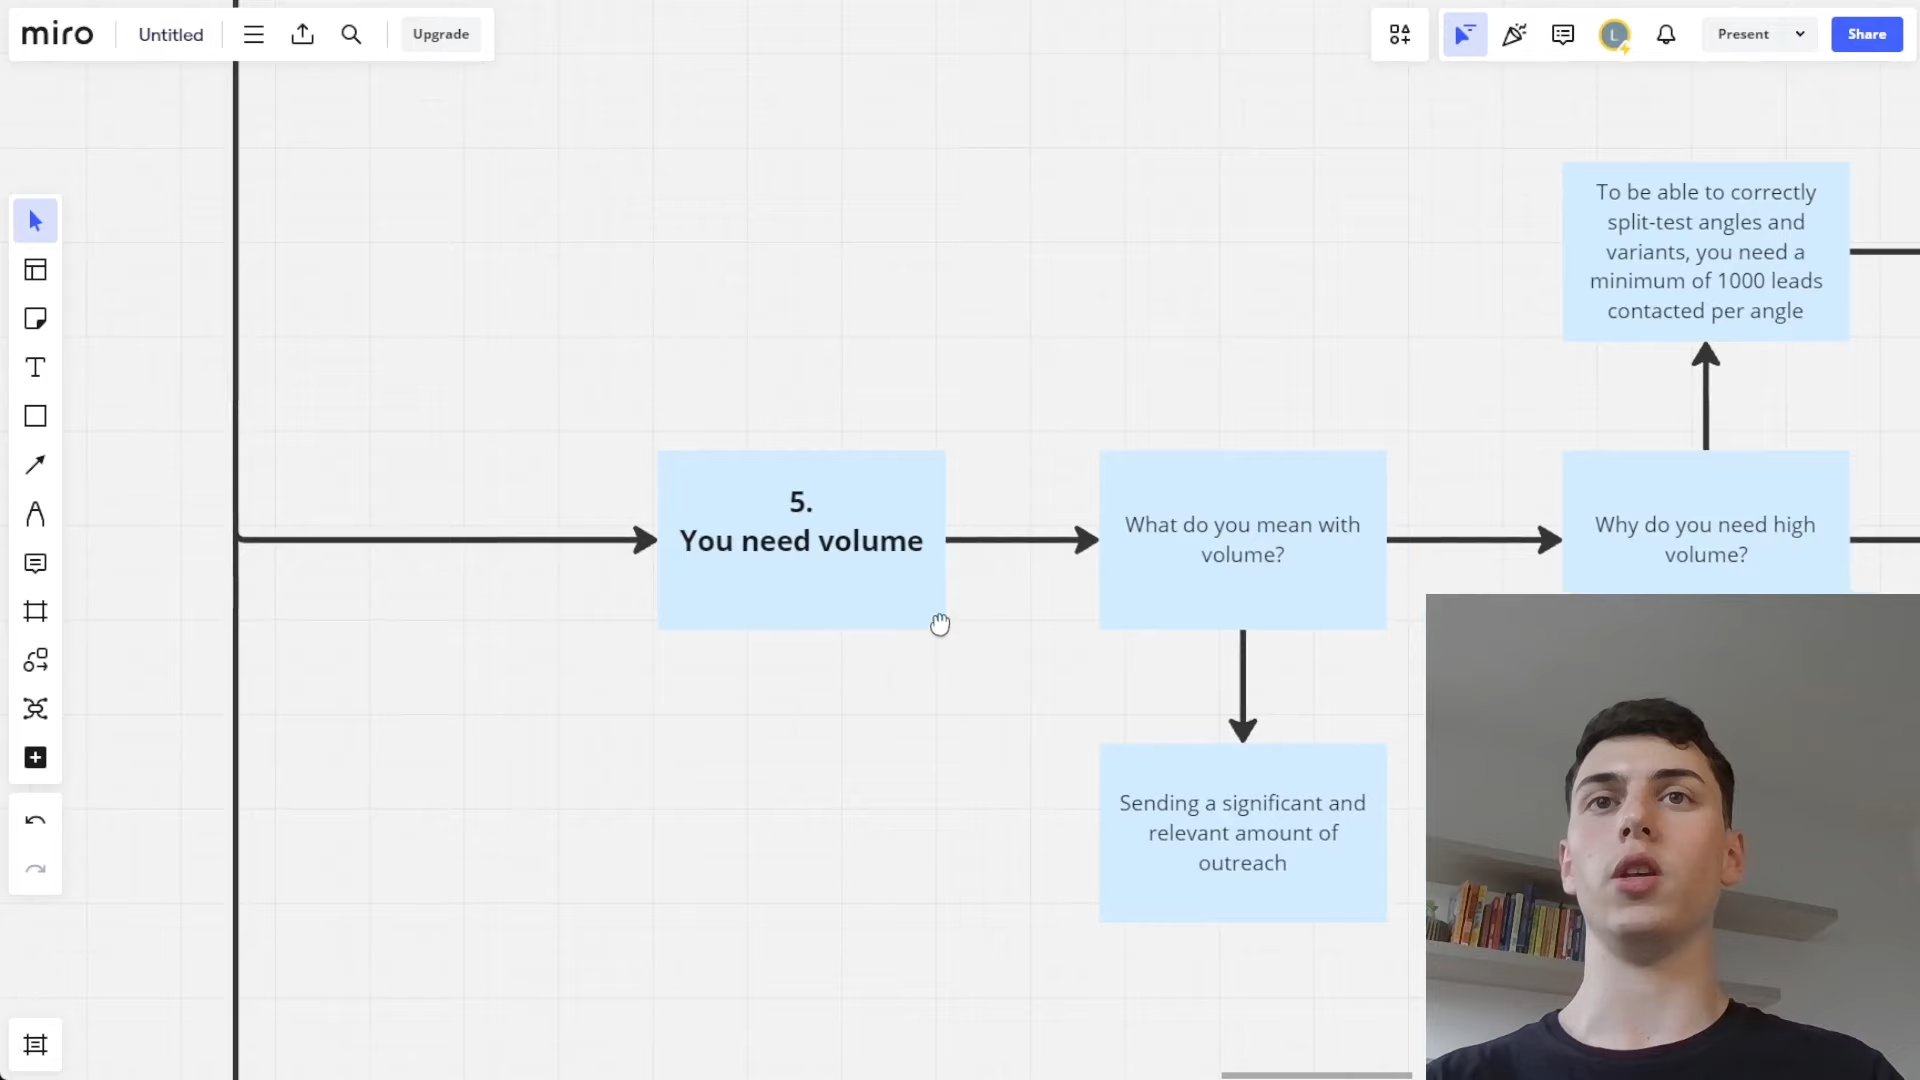 miro
Untitled
Upgrade
L
Present
Share
To be able to correctly
split-test angles and
variants, you need a
minimum of 1000 leads
contacted per angle
5.
You need volume
What do you mean with
volume?
Why do you need high
volume?
Sending a significant and
relevant amount of
outreach